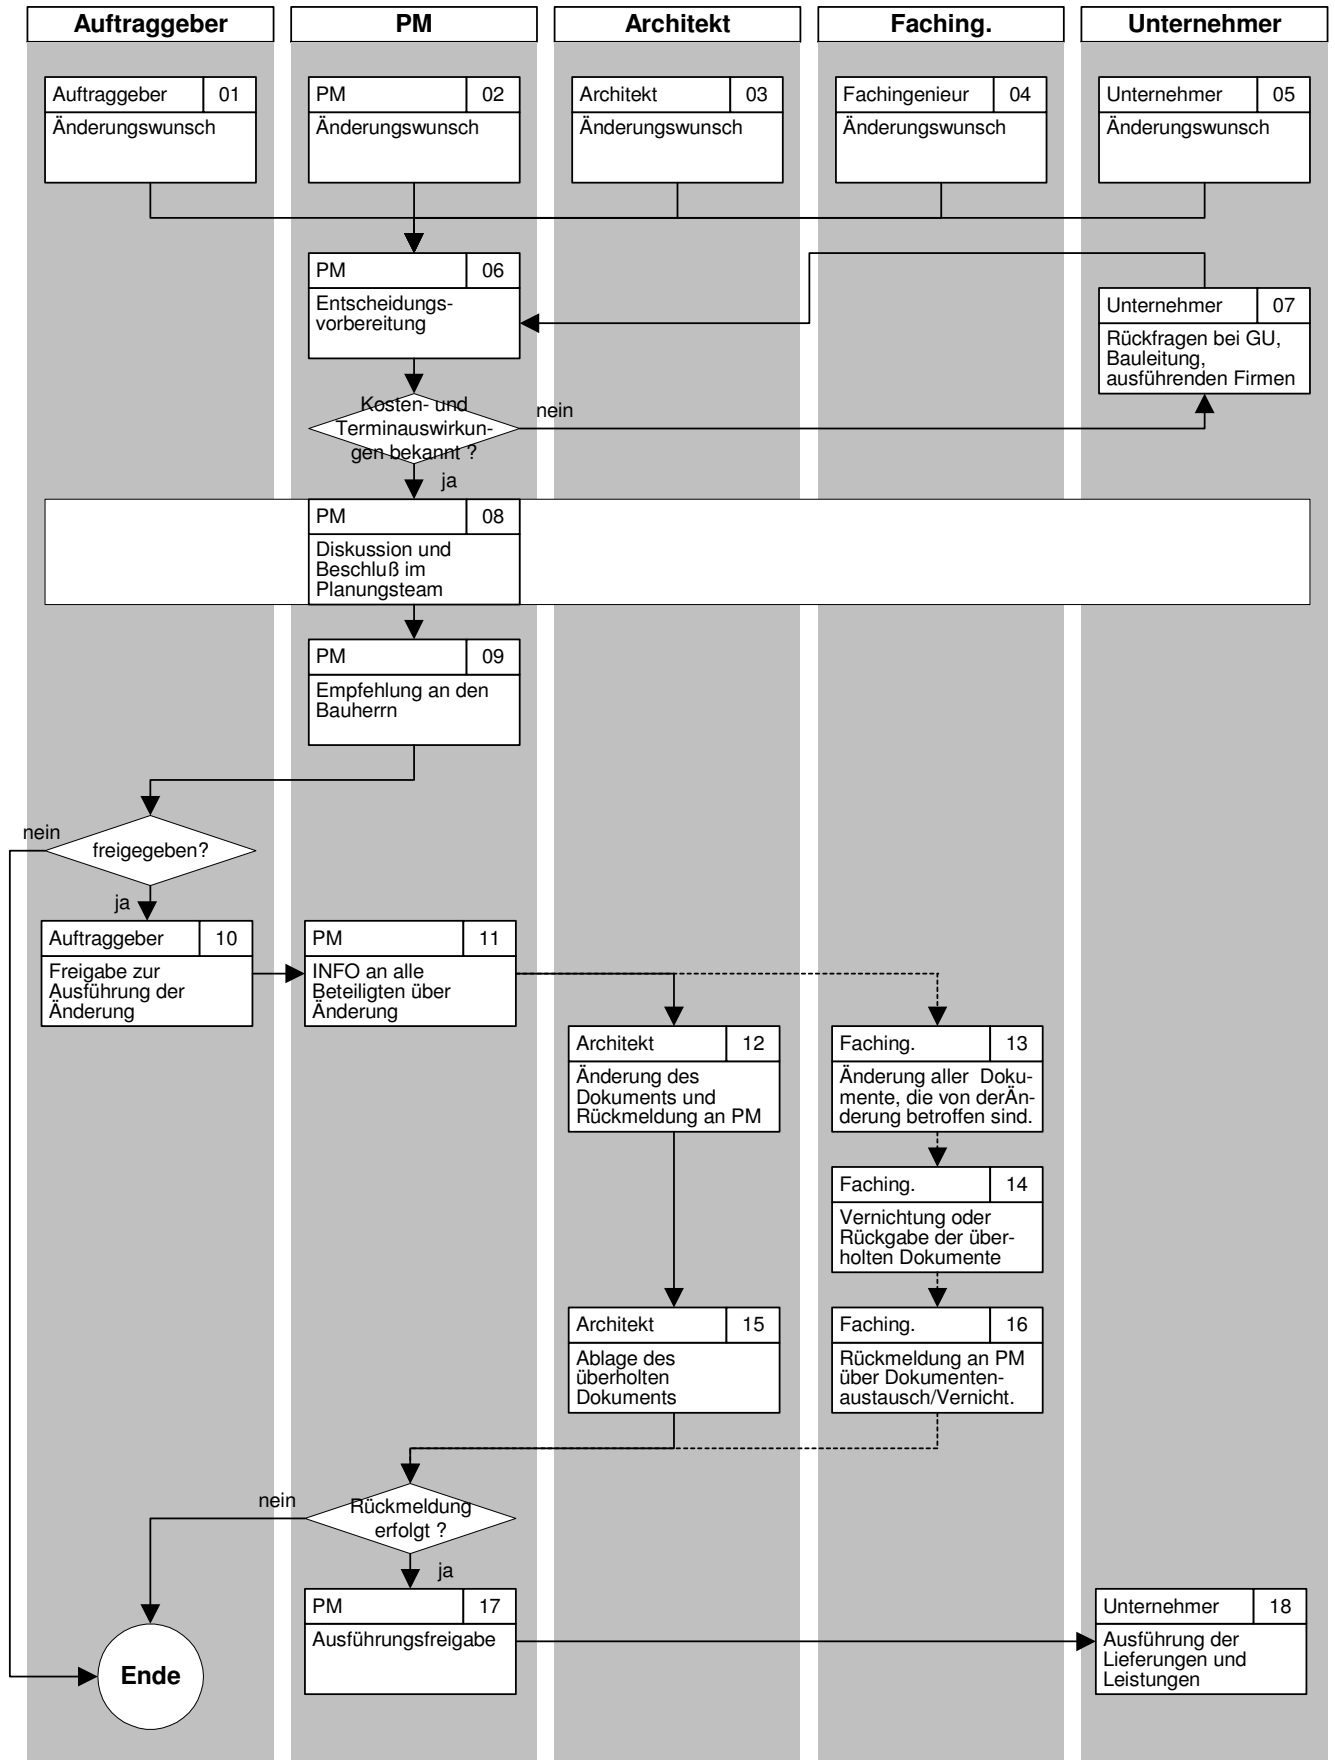 Auftraggeber
PM
Architekt
Faching.
Unternehmer
Auftraggeber 01
Änderungswunsch
PM 02
Änderungswunsch
Architekt 03
Änderungswunsch
Fachingenieur 04
Änderungswunsch
Unternehmer 05
Änderungswunsch
PM 06
Entscheidungs-
vorbereitung
Unternehmer 07
Rückfragen bei GU,
Bauleitung,
ausführenden Firmen
Kosten- und
Terminauswirkun-
gen bekannt ?
nein
ja
PM 08
Diskussion und
Beschluß im
Planungsteam
PM 09
Empfehlung an den
Bauherrn
nein
freigegeben?
ja
Auftraggeber 10
Freigabe zur
Ausführung der
Änderung
PM 11
INFO an alle
Beteiligten über
Änderung
Architekt 12
Änderung des
Dokuments und
Rückmeldung an PM
Faching. 13
Änderung aller Doku-
mente, die von derÄn-
derung betroffen sind.
Faching. 14
Vernichtung oder
Rückgabe der über-
holten Dokumente
Architekt 15
Ablage des
überholten
Dokuments
Faching. 16
Rückmeldung an PM
über Dokumenten-
austausch/Vernicht.
nein
Rückmeldung
erfolgt ?
ja
PM 17
Ausführungsfreigabe
Unternehmer 18
Ausführung der
Lieferungen und
Leistungen
Ende